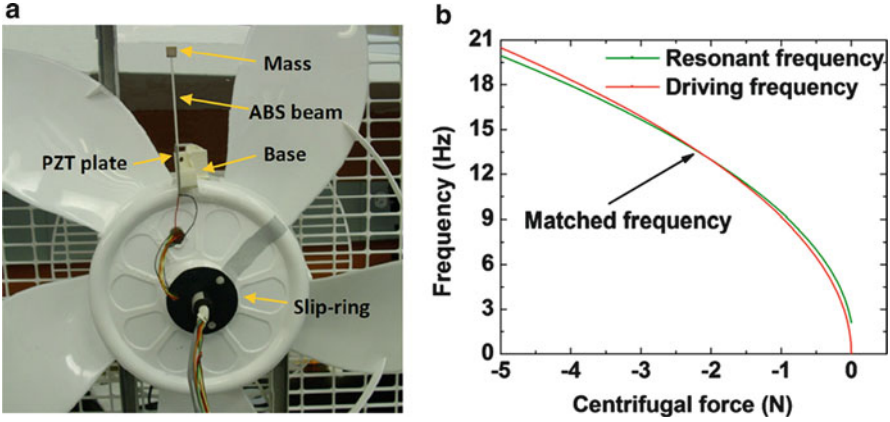 a
Mass
ABS beam
PZT plate
Base
Slip-ring
b
21
18
15
12
9
6
3
0
Frequency (Hz)
Resonant frequency
Driving frequency
Matched frequency
-5
-4
-3
-2
-1
0
Centrifugal force (N)